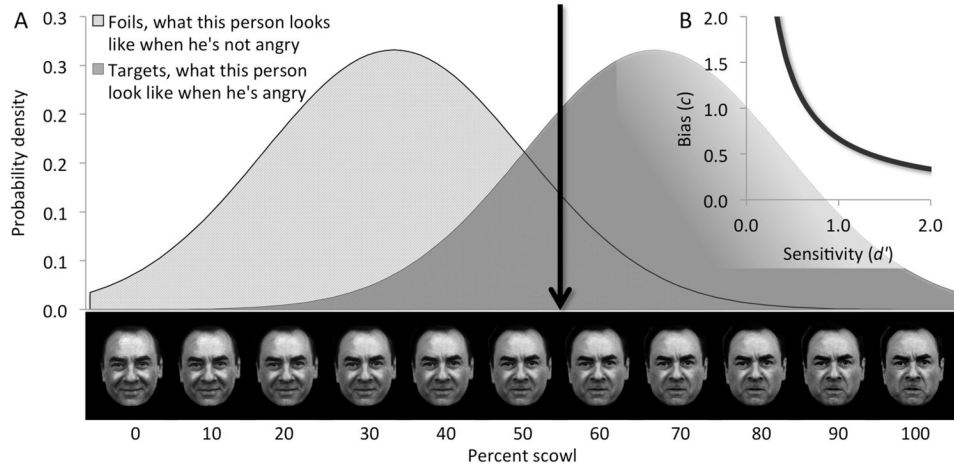 A
Foils, what this person looks
like when he's not angry
Targets, what this person
look like when he's angry
Probability density
0.3
0.3
0.2
0.2
0.1
0.1
0.0
B
Bias (c)
2.0
1.5
1.0
0.5
0.0
0.0 1.0 2.0
Sensitivity (d')
0 10 20 30 40 50 60 70 80 90 100
Percent scowl